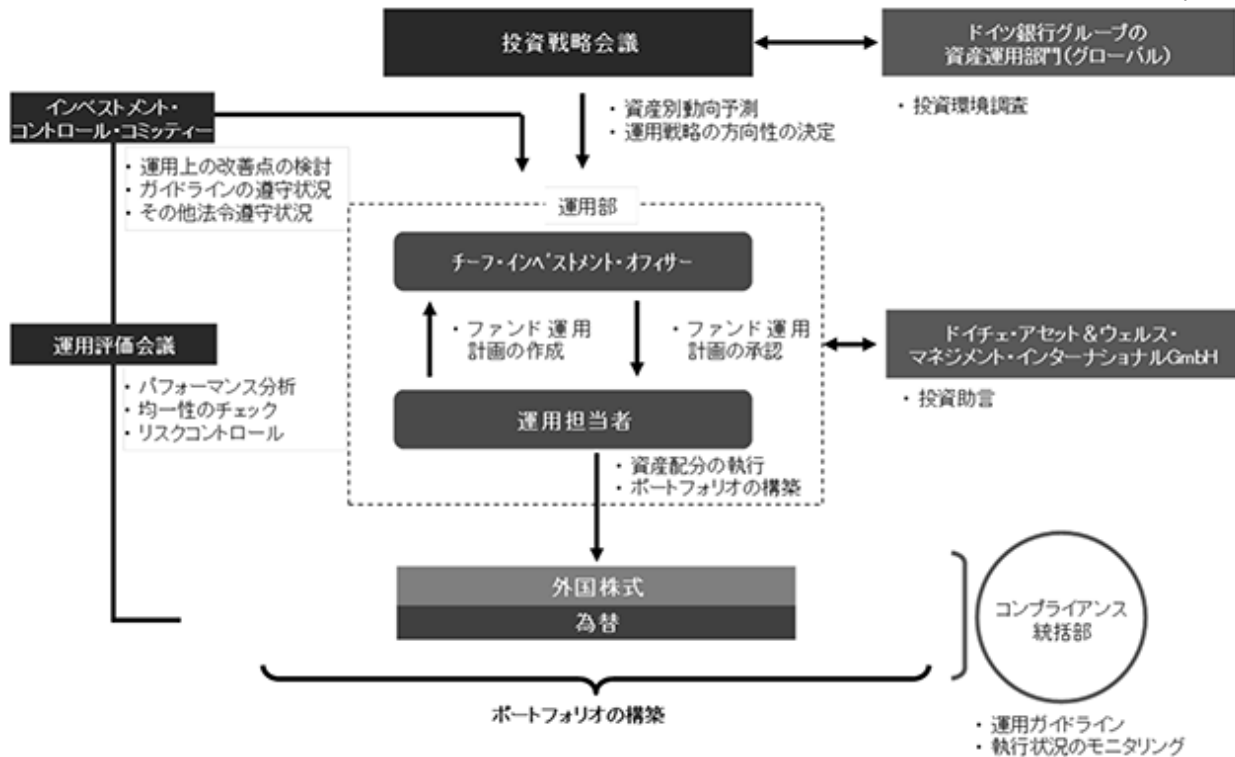 投資戦略会議
ドイツ銀行グループの
資産運用部門(グローバル)
・投資環境調査
・資産別動向予測
・運用戦略の方向性の決定
インベストメント・
コントロール・コミッティー
・運用上の改善点の検討
・ガイドラインの遵守状況
・その他法令遵守状況
運用部
チーフ・インベストメント・オフィサー
・ファンド運用
計画の作成
・ファンド運用
計画の承認
運用評価会議
・パフォーマンス分析
・均一性のチェック
・リスクコントロール
ドイチェ・アセット&ウェルス・
マネジメント・インターナショナルGmbH
・投資助言
運用担当者
・資産配分の執行
・ポートフォリオの構築
外国株式
為替
コンプライアンス
統括部
ポートフォリオの構築
・運用ガイドライン
・執行状況のモニタリング